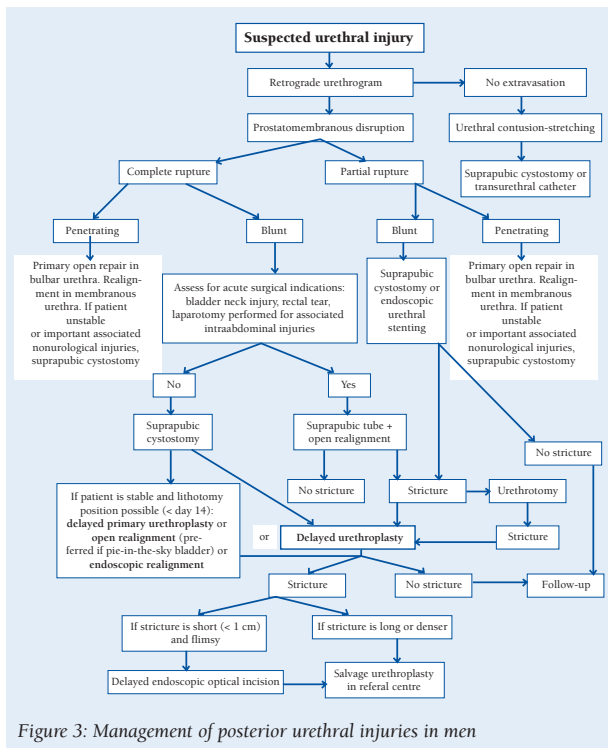 Suspected urethral injury
Retrograde urethrogram
No extravasation
Prostatomembranous disruption
Urethral contusion-stretching
Complete rupture
Partial rupture
Suprapubic cystostomy or
transurethral catheter
Penetrating
Blunt
Blunt
Penetrating
Primary open repair in
bulbar urethra. Realign-
ment in membranous
urethra. If patient
unstable
or important associated
nonurological injuries,
suprapubic cystostomy
Assess for acute surgical indications:
bladder neck injury, rectal tear,
laparotomy performed for associated
intraabdominal injuries
Suprapubic
cystostomy or
endoscopic
urethral
stenting
Primary open repair in
bulbar urethra. Realign-
ment in membranous
urethra. If patient
unstable
or important associated
nonurological injuries,
suprapubic cystostomy
No
Yes
Suprapubic
cystostomy
Suprapubic tube +
open realignment
No stricture
No stricture
Stricture
Urethrotomy
If patient is stable and lithotomy
position possible (< day 14):
delayed primary urethroplasty or
open realignment (pre-
ferred if pie-in-the-sky bladder) or
endoscopic realignment
or
Delayed urethroplasty
Stricture
Stricture
No stricture
Follow-up
If stricture is short (< 1 cm)
and flimsy
If stricture is long or denser
Delayed endoscopic optical incision
Salvage urethroplasty
in referal centre
Figure 3: Management of posterior urethral injuries in men